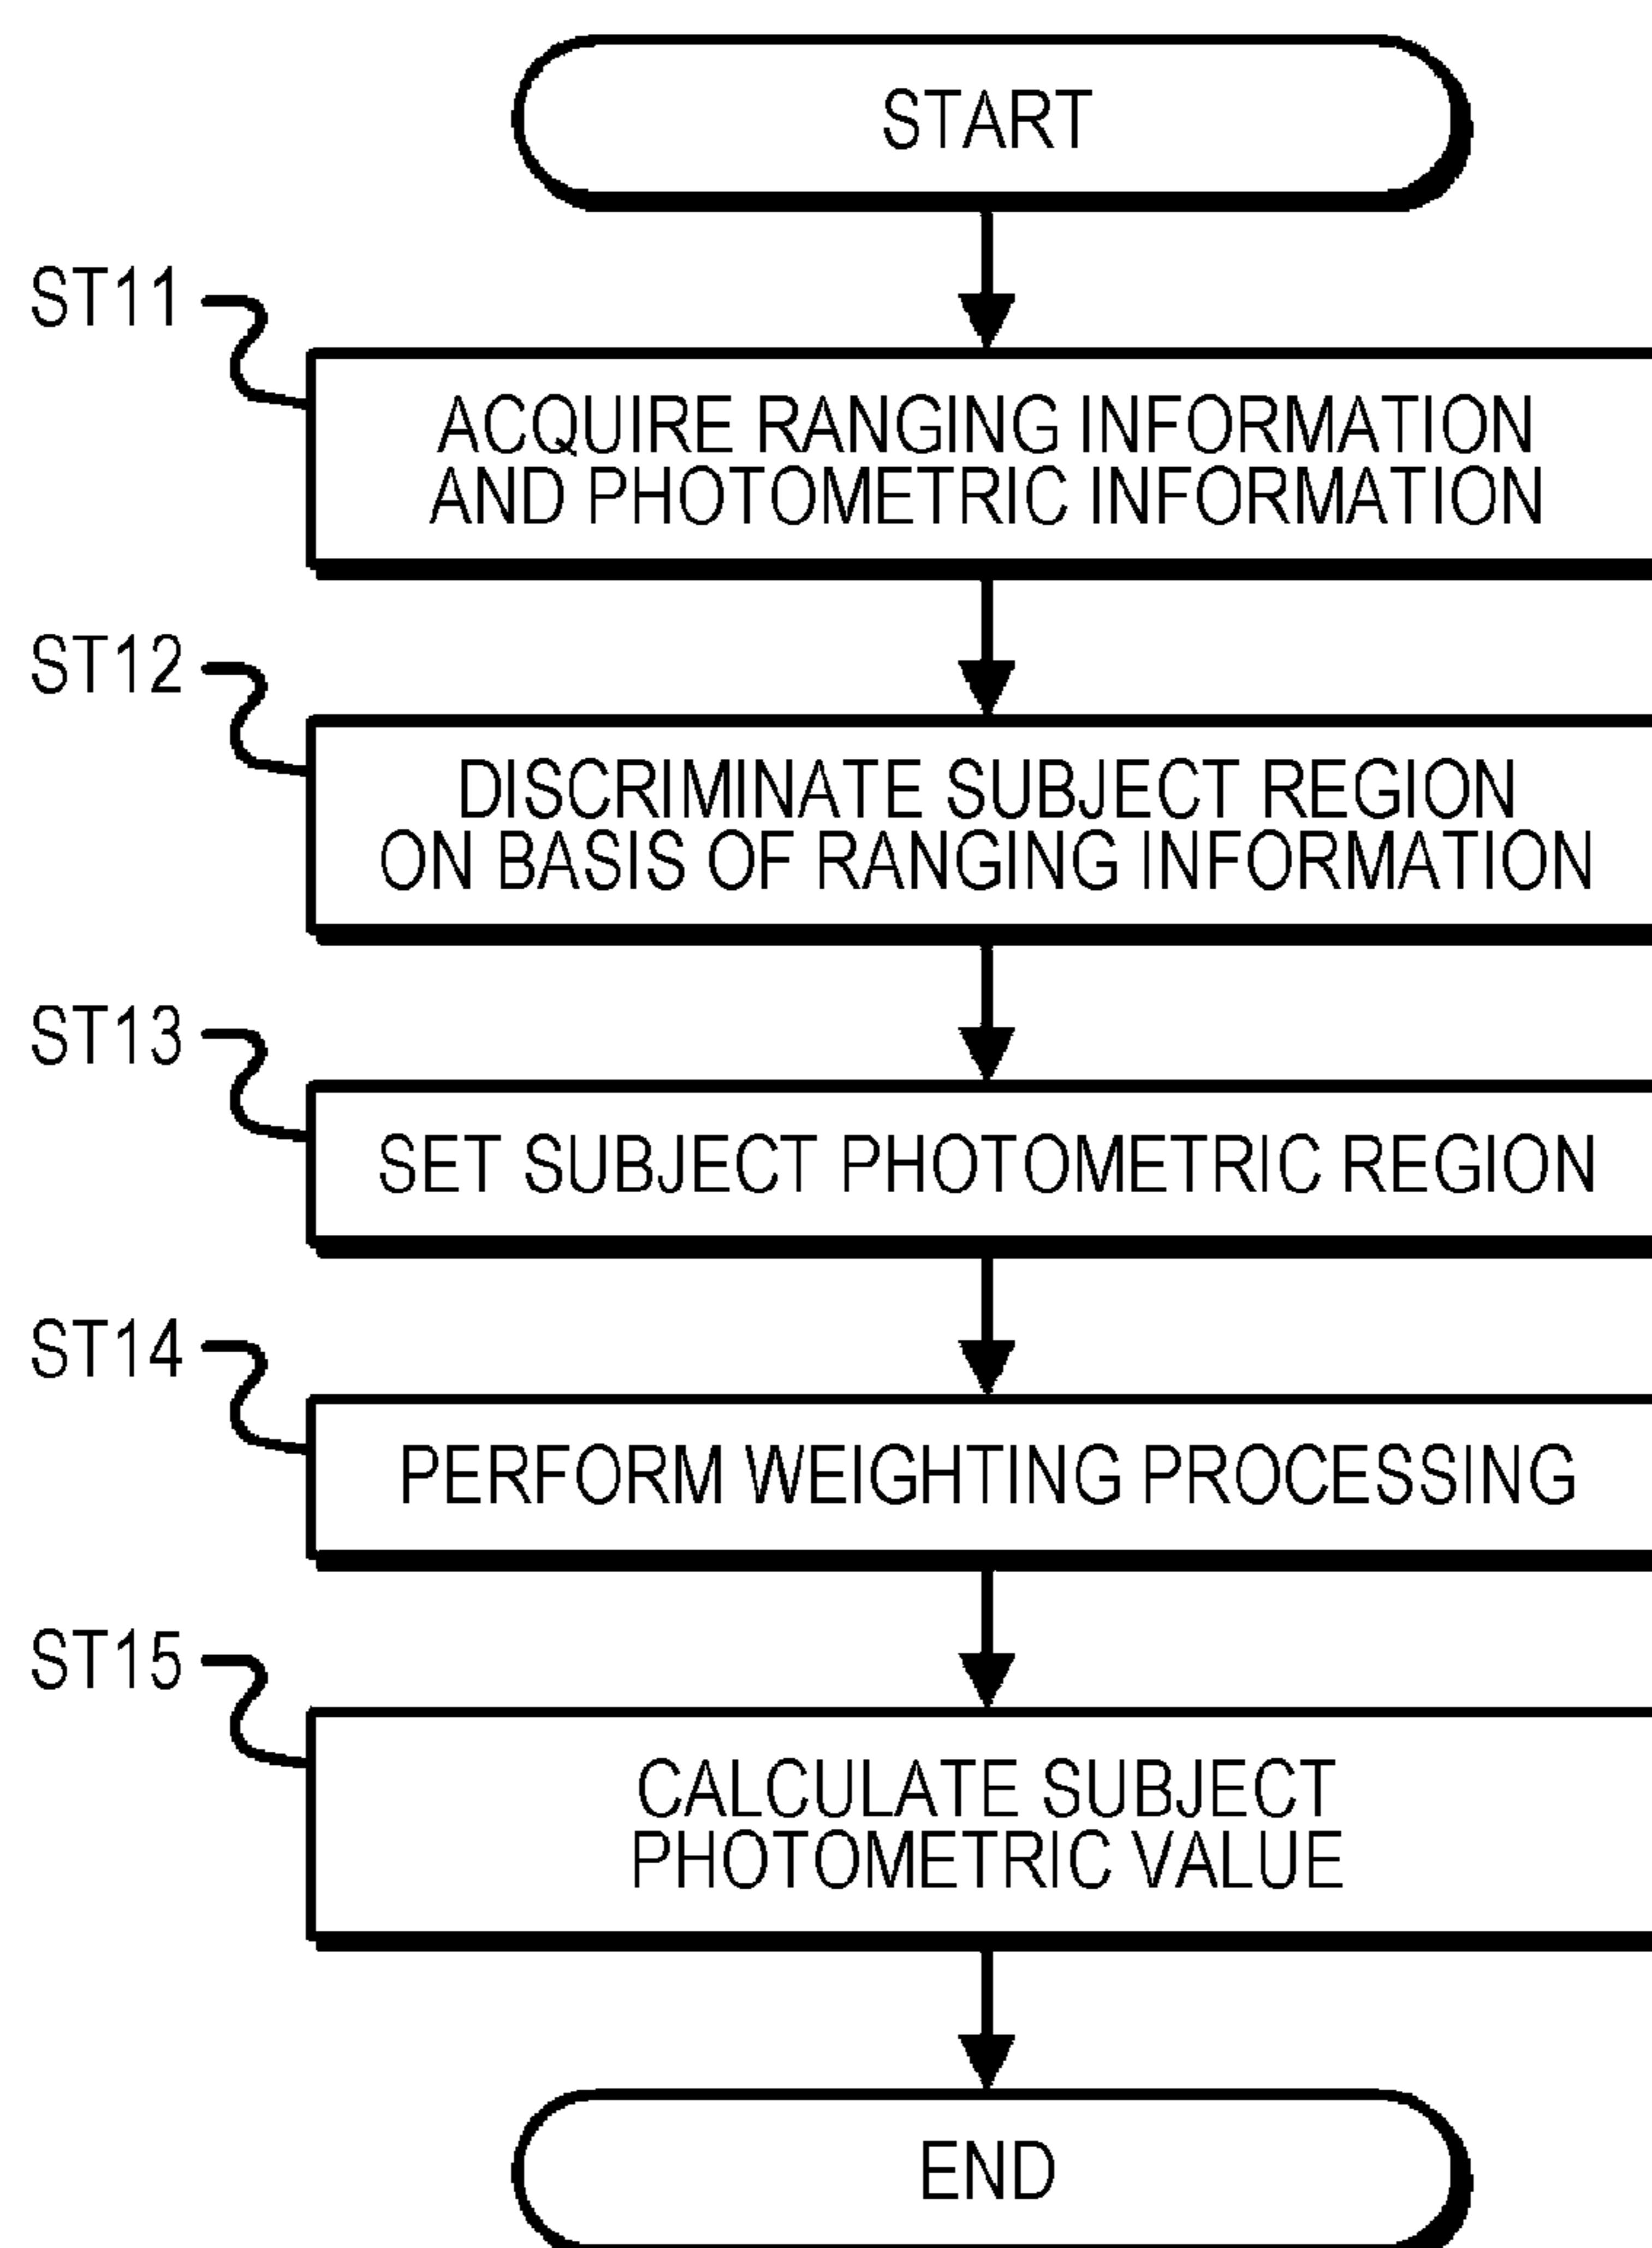 START
ST11
ACQUIRE RANGING INFORMATION
AND PHOTOMETRIC INFORMATION
ST12
DISCRIMINATE SUBJECT REGION
ON BASIS OF RANGING INFORMATION
ST13
SET SUBJECT PHOTOMETRIC REGION
ST14
PERFORM WEIGHTING PROCESSING
ST15
CALCULATE SUBJECT
PHOTOMETRIC VALUE
END